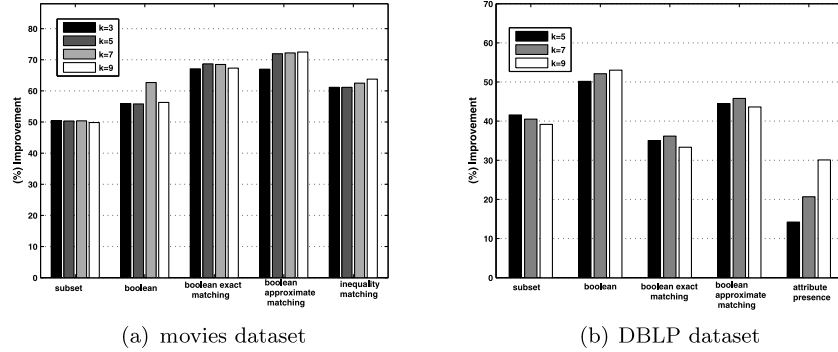 80
70
60
50
40
30
20
10
0
(%) Improvement
k=3
k=5
k=7
k=9
subset
boolean
boolean exact
matching
boolean
approximate
matching
inequality
matching
(a) movies dataset
70
60
50
40
30
20
10
0
(%) Improvement
k=5
k=7
k=9
subset
boolean
boolean exact
matching
boolean
approximate
matching
attribute
presence
(b) DBLP dataset